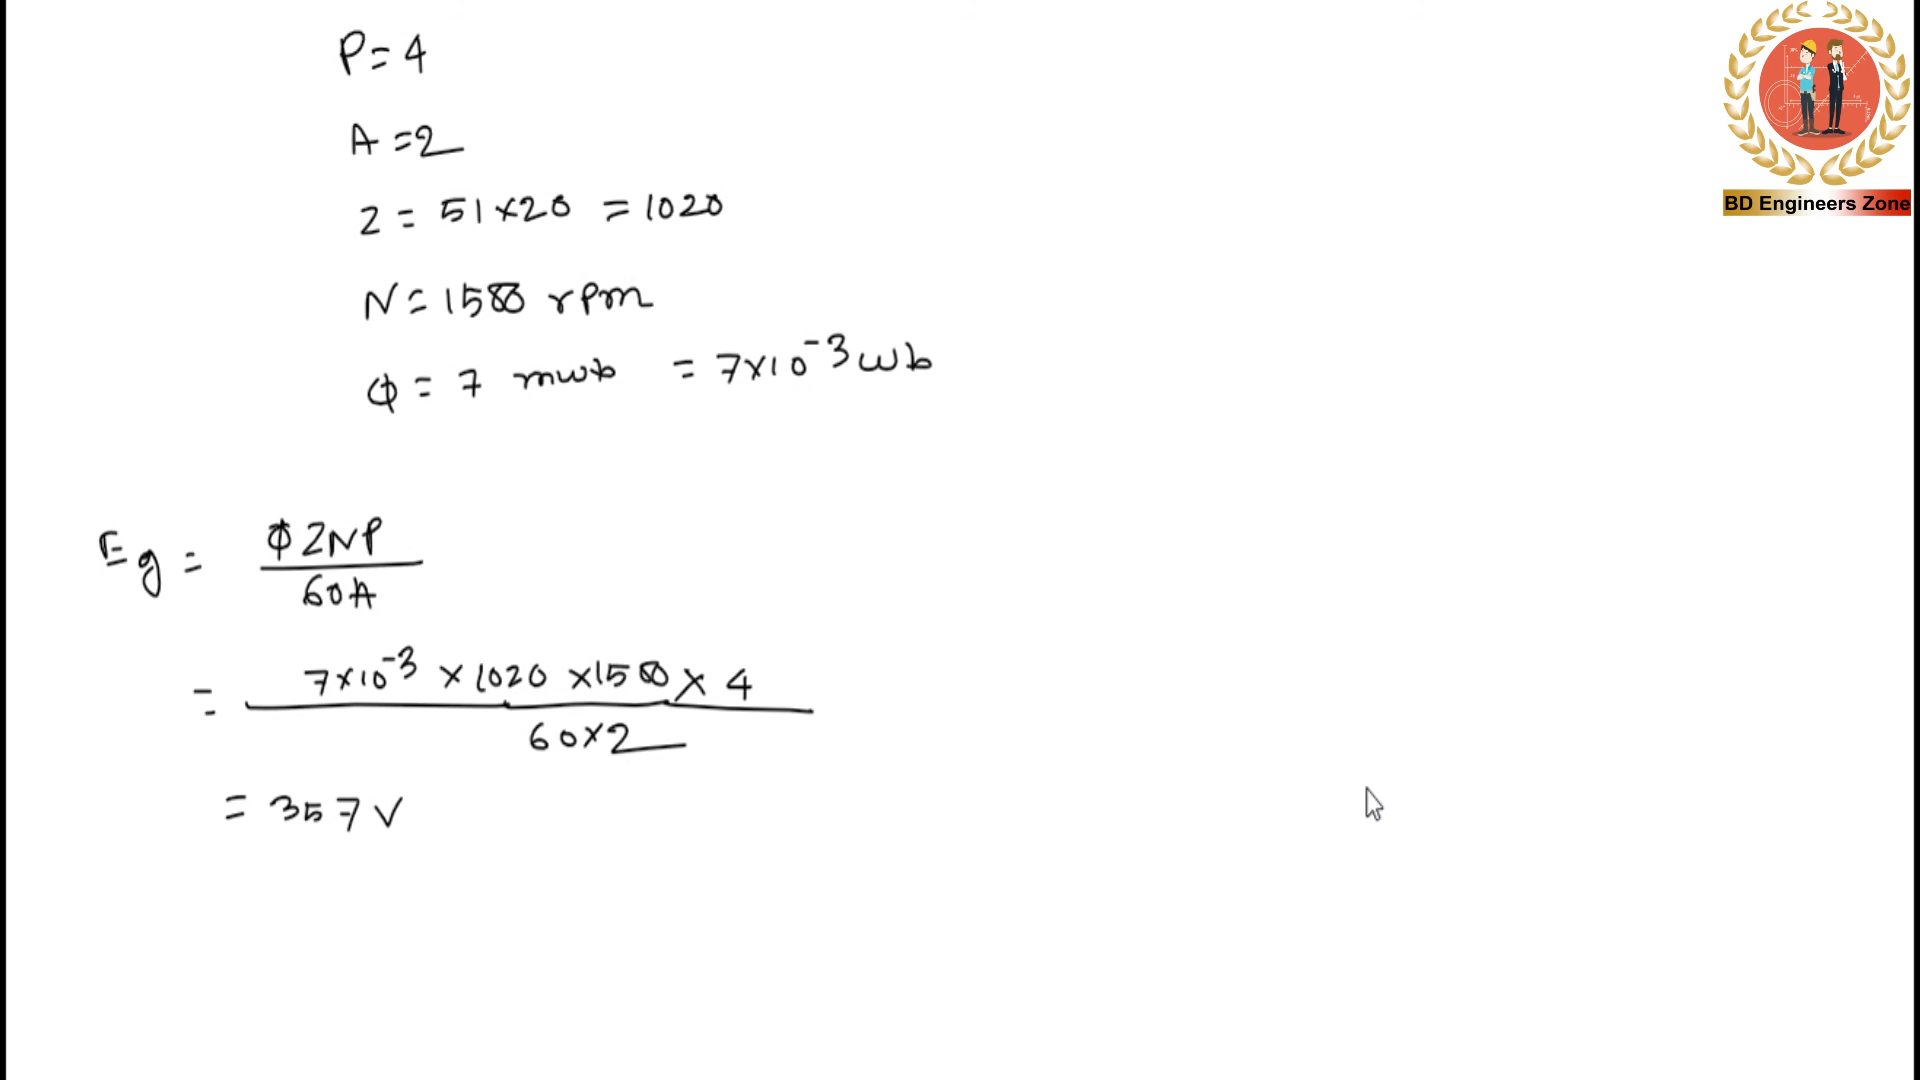 P = 4
A = 2
Z = 51 × 20 = 1020
N = 1500 rpm
Φ = 7 mwb = 7×10⁻³ wb
Eg = ΦZNP / 60A
= 7×10⁻³ × 1020 × 1500 × 4 / 60×2
= 357 V
BD Engineers Zone